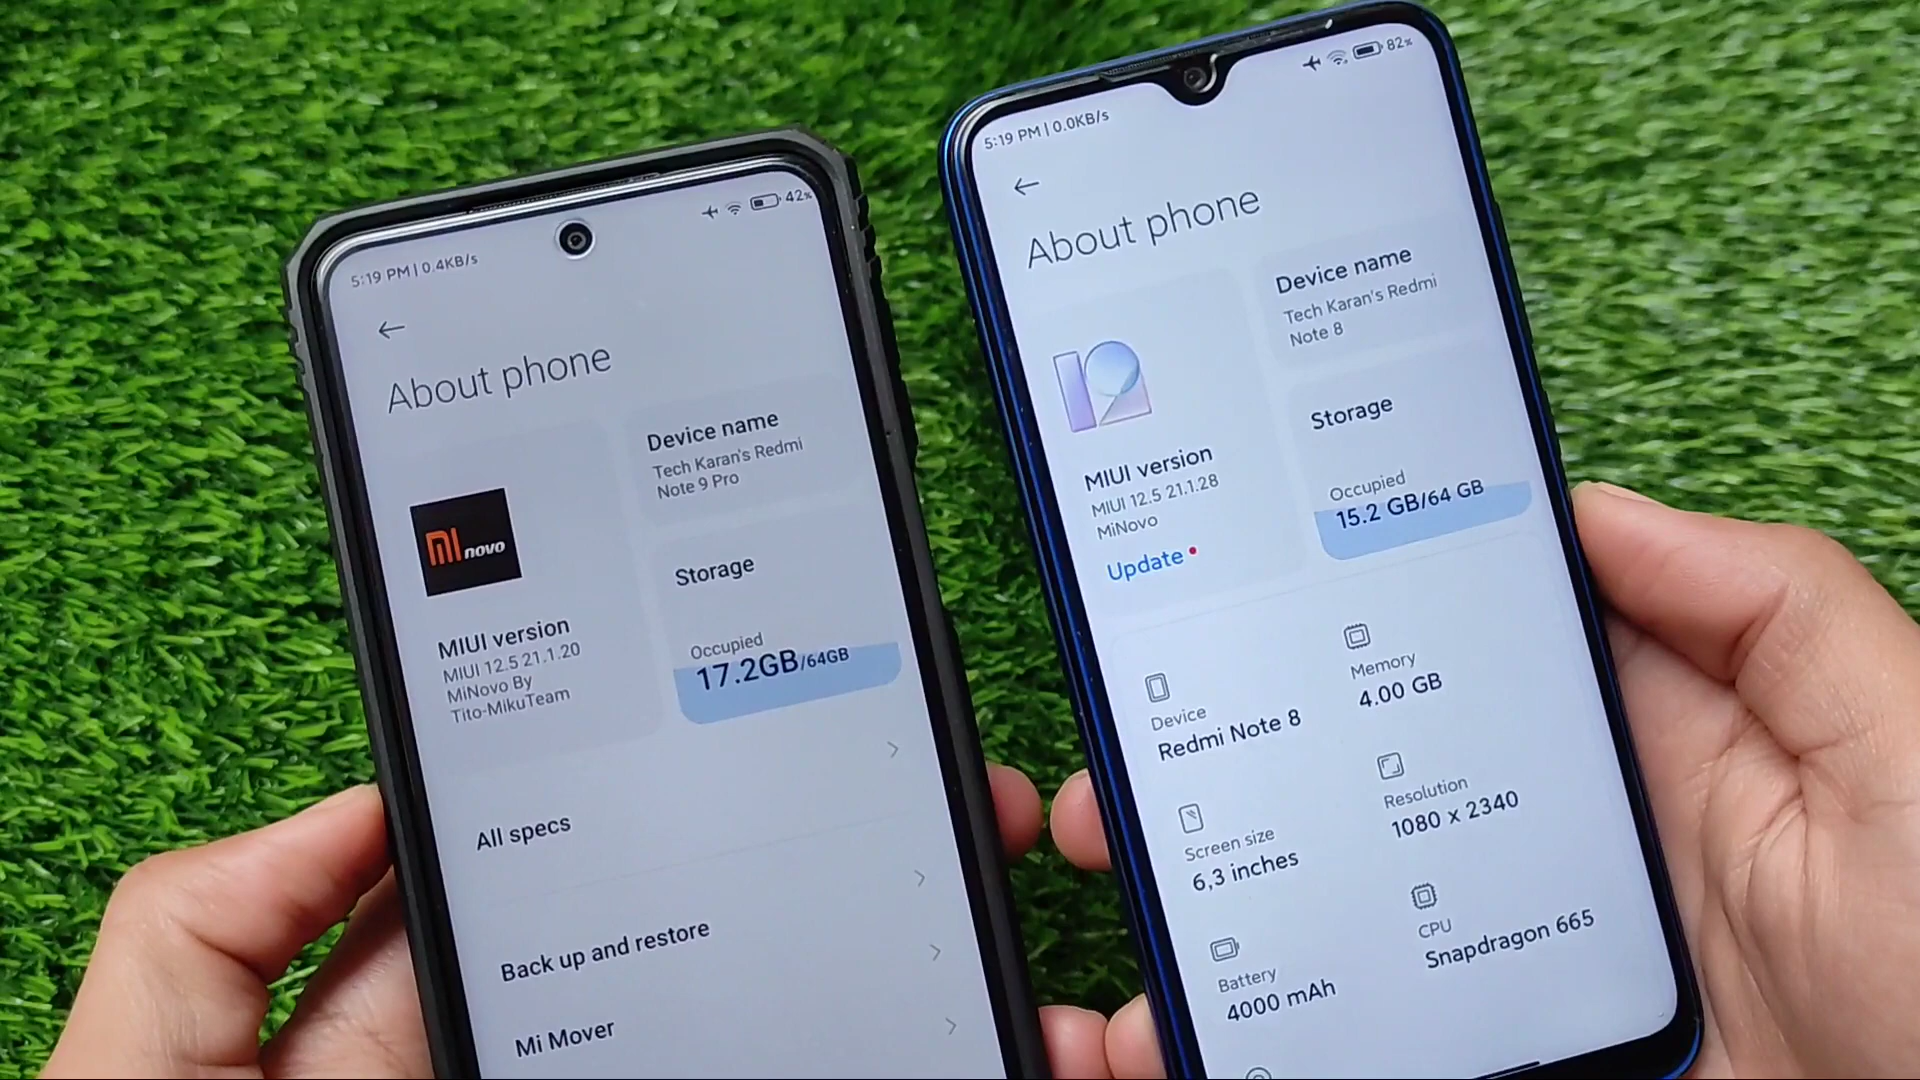 5:19 PM | 0.4KB/s
42%
About phone
mi novo
MIUI version
MIUI 12.5 21.1.20
MiNovo By
Tito-MikuTeam
Device name
Tech Karan's Redmi
Note 9 Pro
Storage
Occupied
17.2GB/64GB
All specs
Back up and restore
Mi Mover
5:19 PM | 0.0KB/s
82%
About phone
12
MIUI version
MIUI 12.5 21.1.28
MiNovo
Update
Device name
Tech Karan's Redmi
Note 8
Storage
Occupied
15.2 GB/64 GB
Device
Redmi Note 8
Memory
4.00 GB
Screen size
6,3 inches
Resolution
1080 x 2340
Battery
4000 mAh
CPU
Snapdragon 665